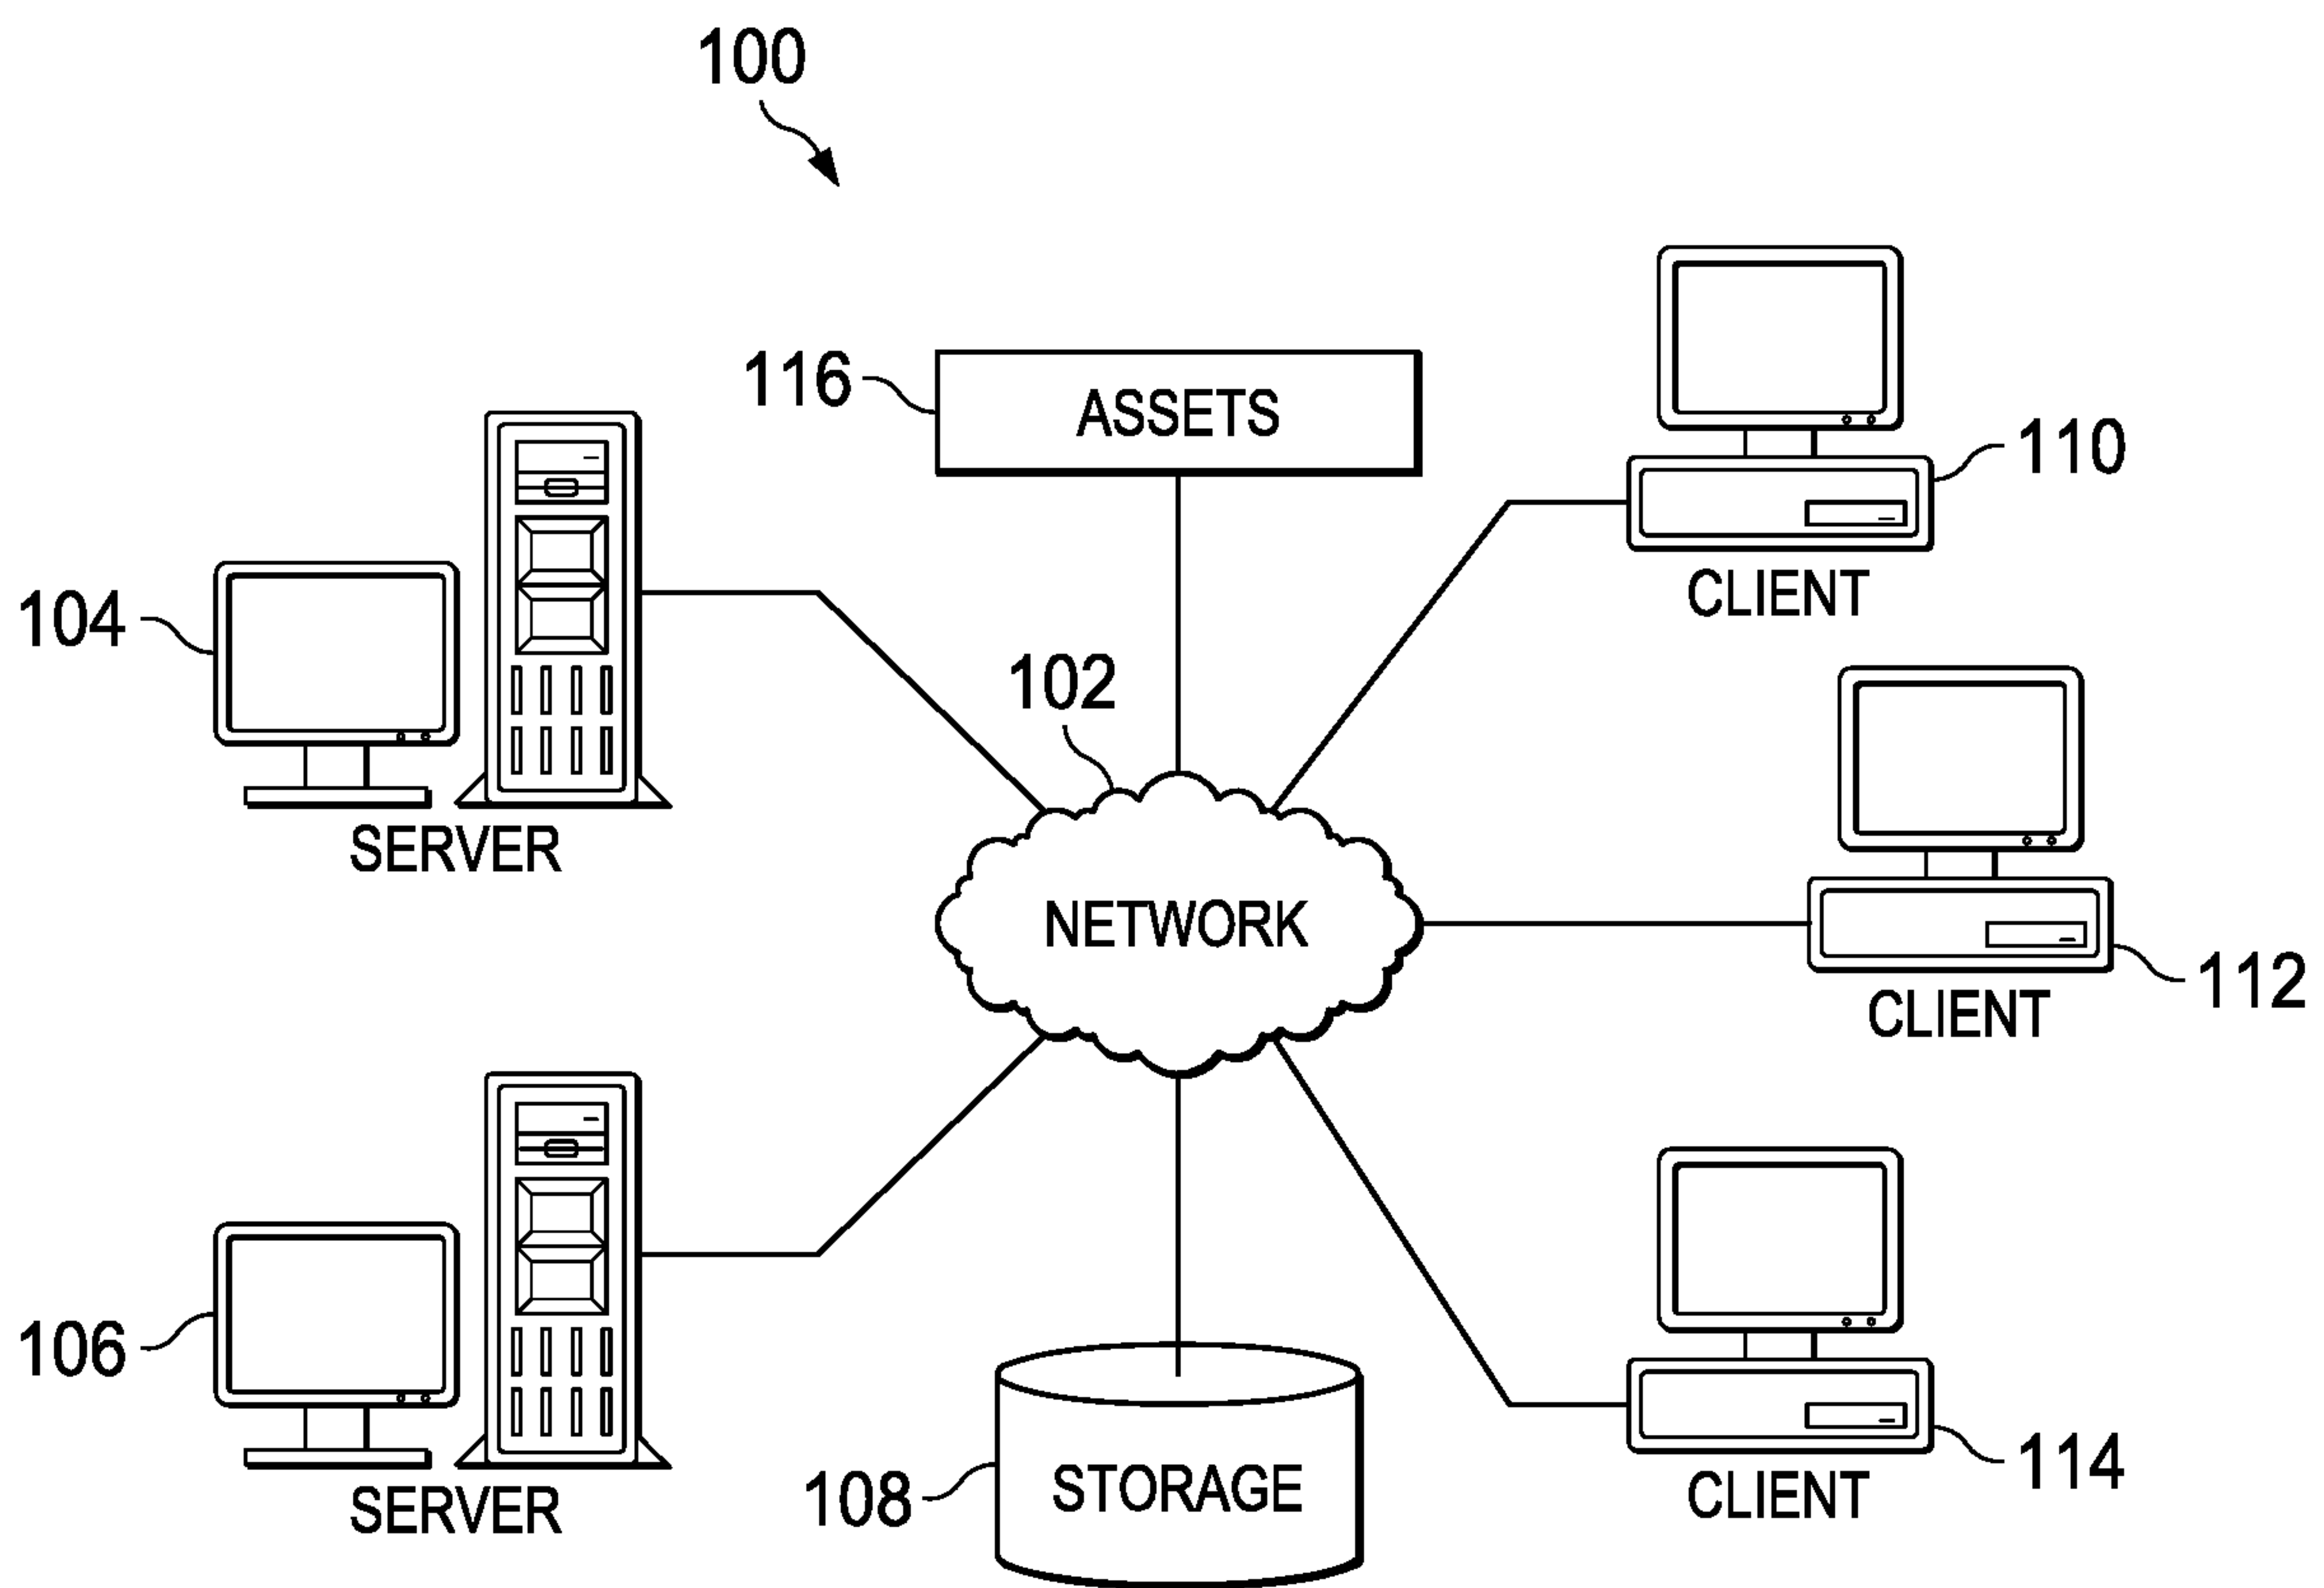 100
116
ASSETS
110
CLIENT
104
SERVER
102
NETWORK
112
CLIENT
106
SERVER
108
STORAGE
114
CLIENT